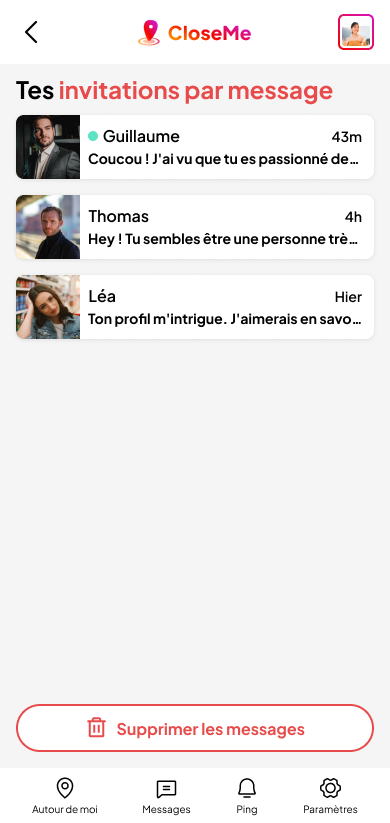 CloseMe
Tes invitations par message
Guillaume 43m
Coucou ! J'ai vu que tu es passionné de...
Thomas 4h
Hey ! Tu sembles être une personne trè...
Léa Hier
Ton profil m'intrigue. J'aimerais en savo...
Supprimer les messages
Autour de moi Messages Ping Paramètres